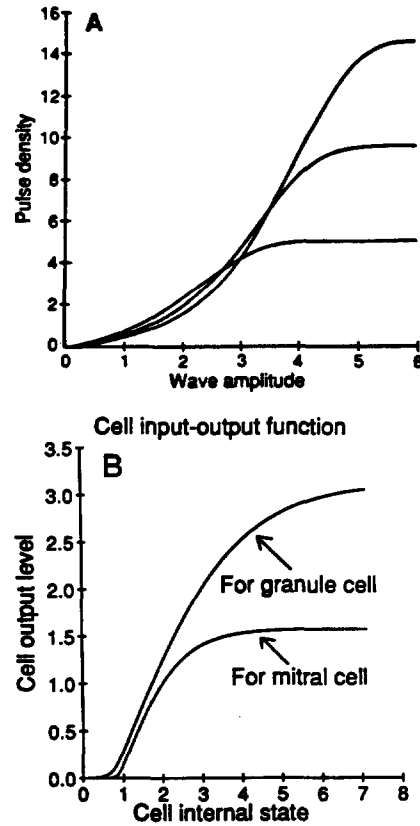 A
16
14
12
10
8
6
4
2
0
Pulse density
0 1 2 3 4 5 6
Wave amplitude
Cell input-output function
B
3.5
3.0
2.5
2.0
1.5
1.0
0.5
0.0
Cell output level
For granule cell
For mitral cell
0 1 2 3 4 5 6 7 8
Cell internal state